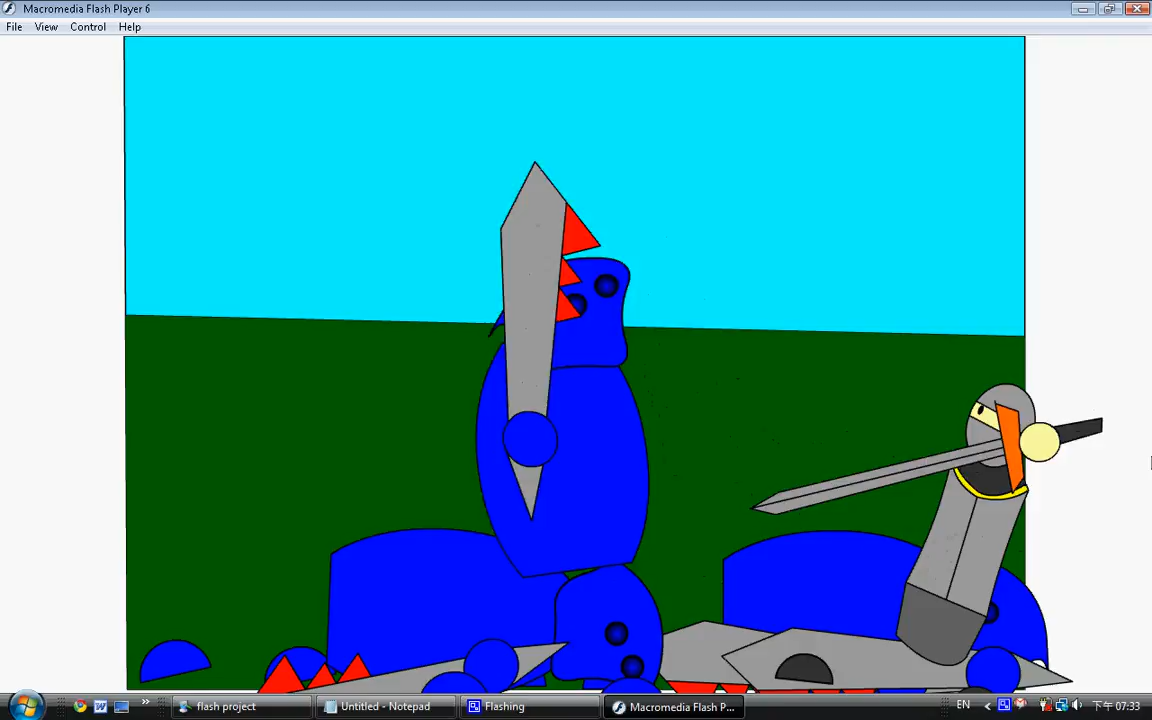 Macromedia Flash Player 6
File View Control Help
flash project Untitled - Notepad Flashing Macromedia Flash P... EN 下午 07:33